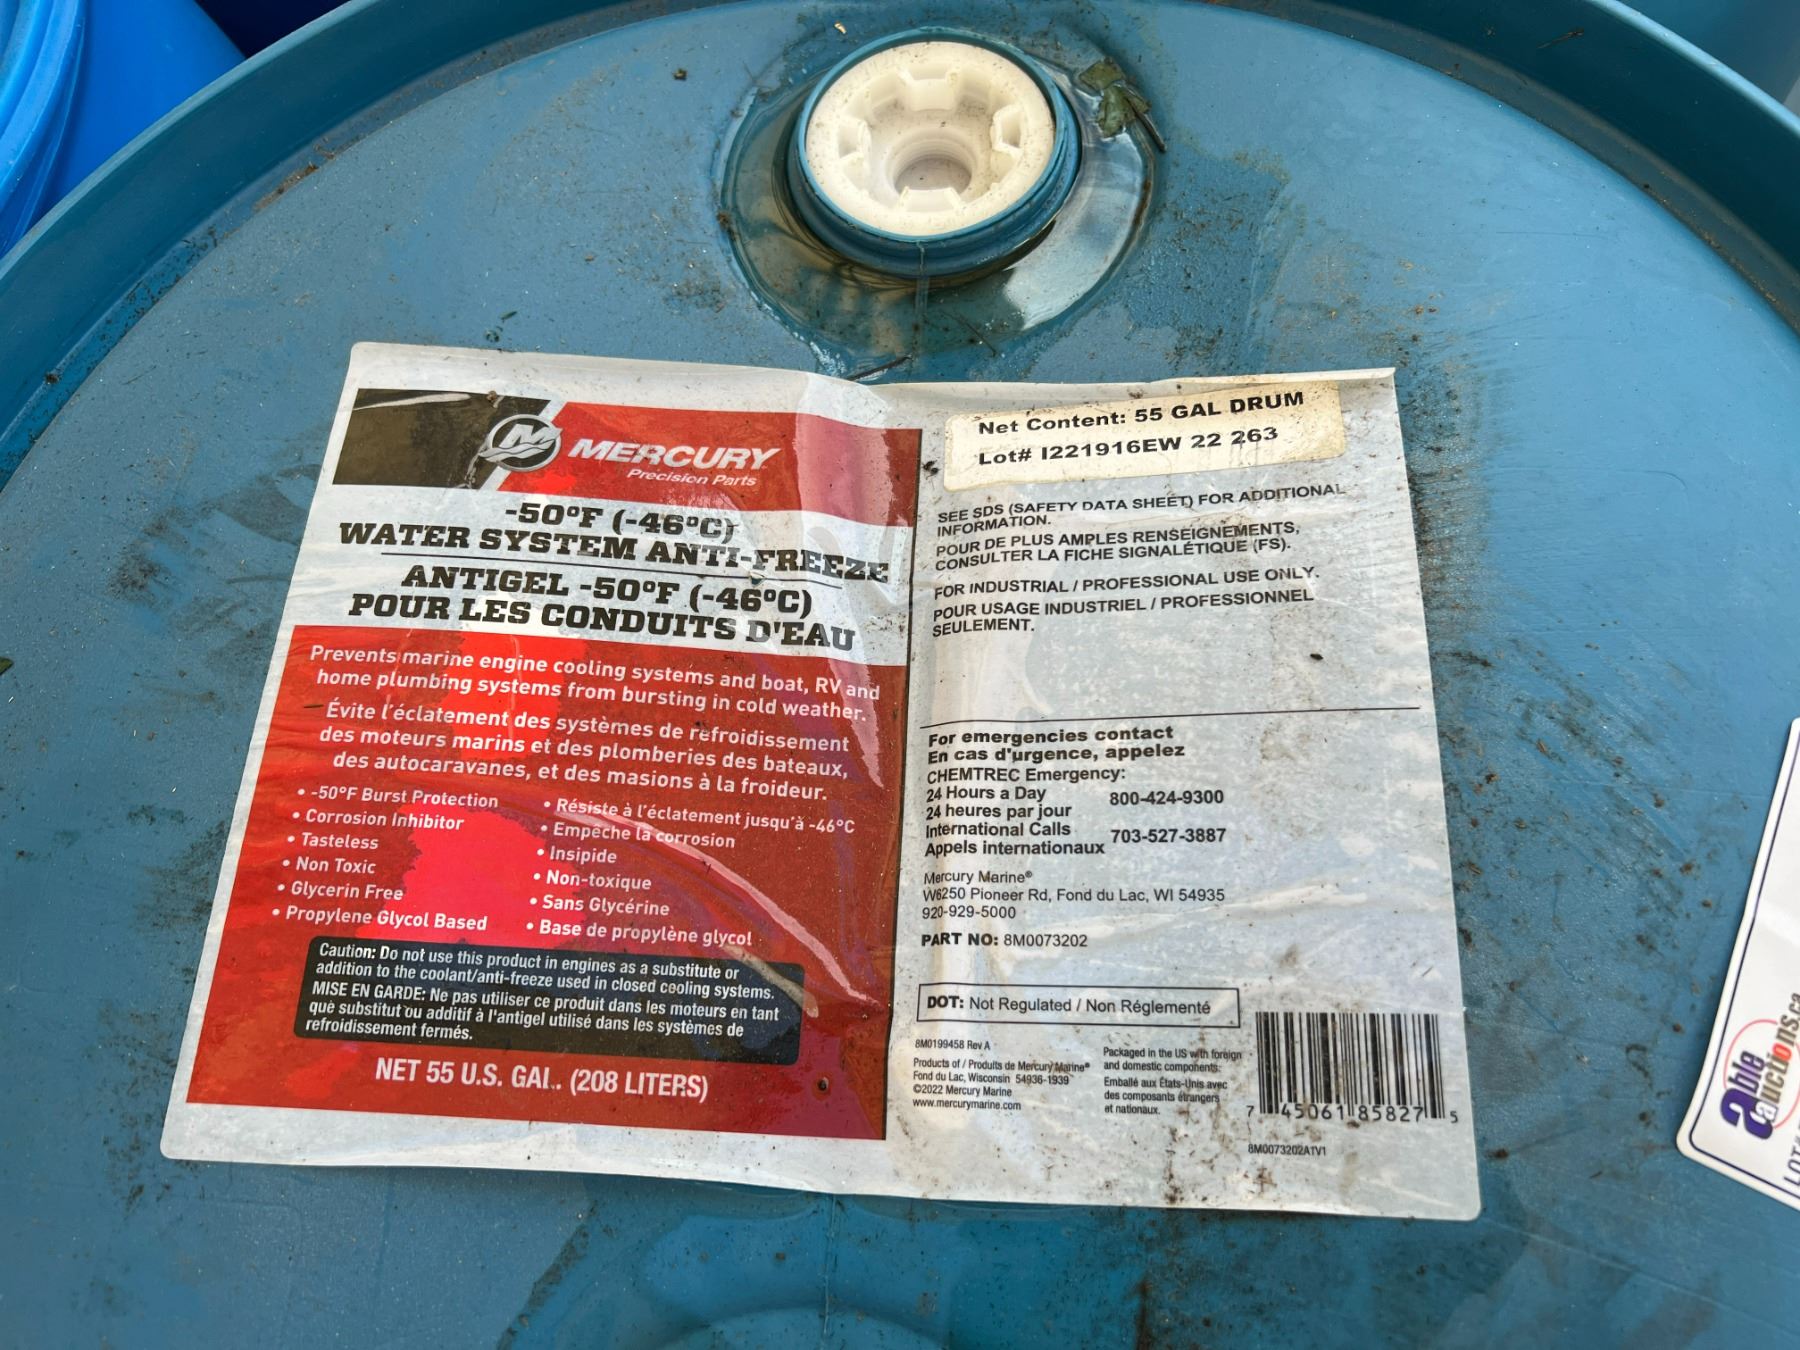 MERCURY
Precision Parts
-50°F (-46°C)
WATER SYSTEM ANTI-FREEZE
ANTIGEL -50°F (-46°C)
POUR LES CONDUITS D'EAU
Prevents marine engine cooling systems and boat, RV and
home plumbing systems from bursting in cold weather.
Évite l'éclatement des systèmes de refroidissement
des moteurs marins et des plomberies des bateaux,
des autocaravanes, et des masions à la froideur.
• -50°F Burst Protection
• Corrosion Inhibitor
• Tasteless
• Non Toxic
• Glycerin Free
• Propylene Glycol Based
• Résiste à l'éclatement jusqu'à -46°C
• Empêche la corrosion
• Insipide
• Non-toxique
• Sans Glycérine
• Base de propylène glycol
Caution: Do not use this product in engines as a substitute or
addition to the coolant/anti-freeze used in closed cooling systems.
MISE EN GARDE: Ne pas utiliser ce produit dans les moteurs en tant
que substitut ou additif à l'antigel utilisé dans les systèmes de
refroidissement fermés.
NET 55 U.S. GAL. (208 LITERS)
Net Content: 55 GAL DRUM
Lot# I221916EW 22 263
SEE SDS (SAFETY DATA SHEET) FOR ADDITIONAL
INFORMATION.
POUR DE PLUS AMPLES RENSEIGNEMENTS,
CONSULTER LA FICHE SIGNALÉTIQUE (FS).
FOR INDUSTRIAL / PROFESSIONAL USE ONLY.
POUR USAGE INDUSTRIEL / PROFESSIONNEL
SEULEMENT.
For emergencies contact
En cas d'urgence, appelez
CHEMTREC Emergency:
24 Hours a Day 800-424-9300
24 heures par jour
International Calls 703-527-3887
Appels internationaux
Mercury Marine®
W6250 Pioneer Rd, Fond du Lac, WI 54935
920-929-5000
PART NO: 8M0073202
DOT: Not Regulated / Non Réglementé
8M0199458 Rev A
Products of / Produits de Mercury Marine®
Fond du Lac, Wisconsin 54936-1939
©2022 Mercury Marine
www.mercurymarine.com
Packaged in the US with foreign
and domestic components.
Emballé aux États-Unis avec
des composants étrangers
et nationaux.
7 45061 85827 5
8M0073202A1V1
able
auctions.ca
LOT#